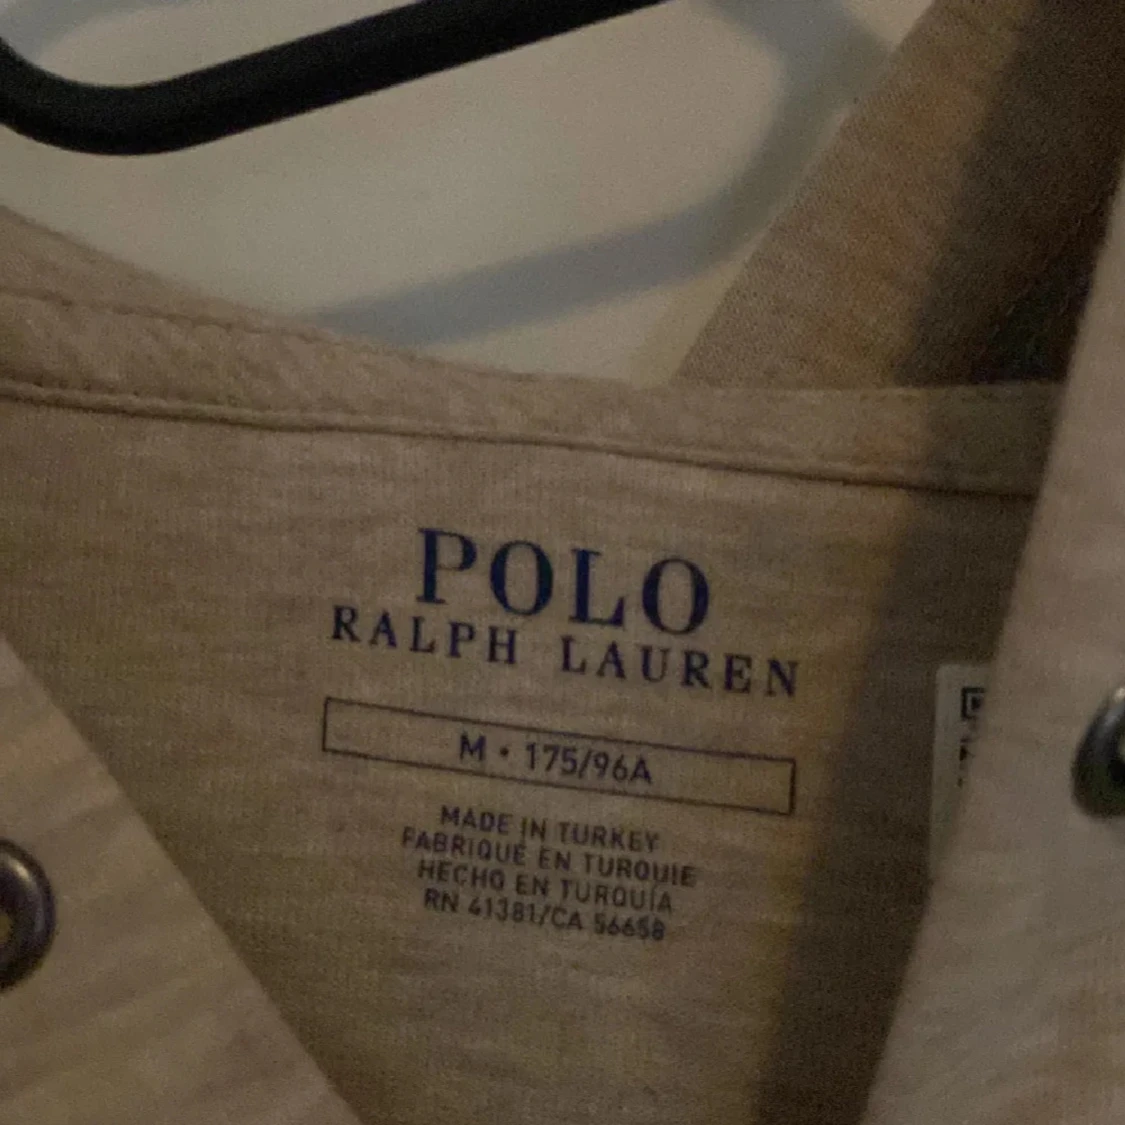 POLO
RALPH LAUREN
M • 175/96A
MADE IN TURKEY
FABRIQUÉ EN TURQUIE
HECHO EN TURQUÍA
RN 41381/CA 56658